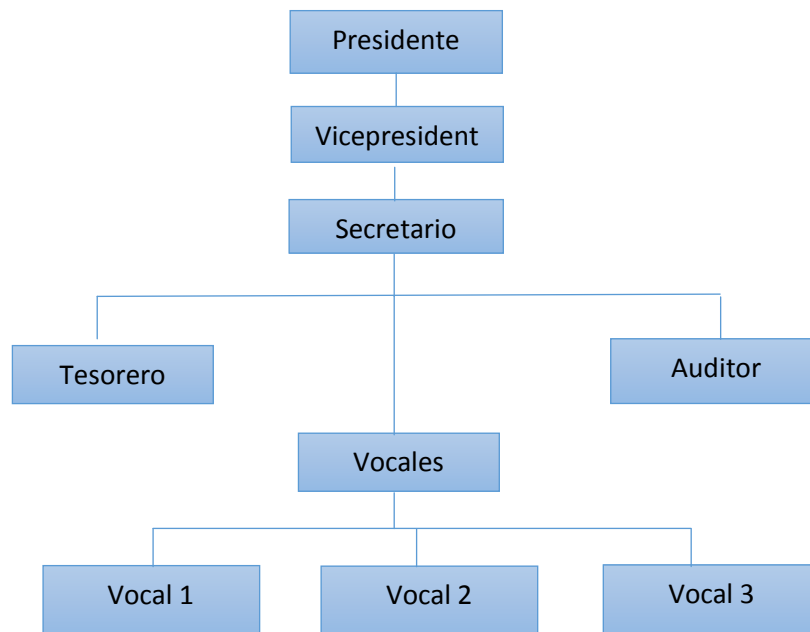 Presidente
Vicepresident
Secretario
Tesorero
Auditor
Vocales
Vocal 1
Vocal 2
Vocal 3